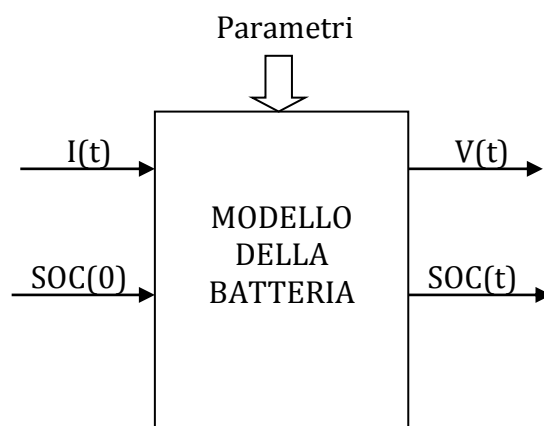 Parametri
I(t)
V(t)
MODELLO
DELLA
BATTERIA
SOC(0)
SOC(t)